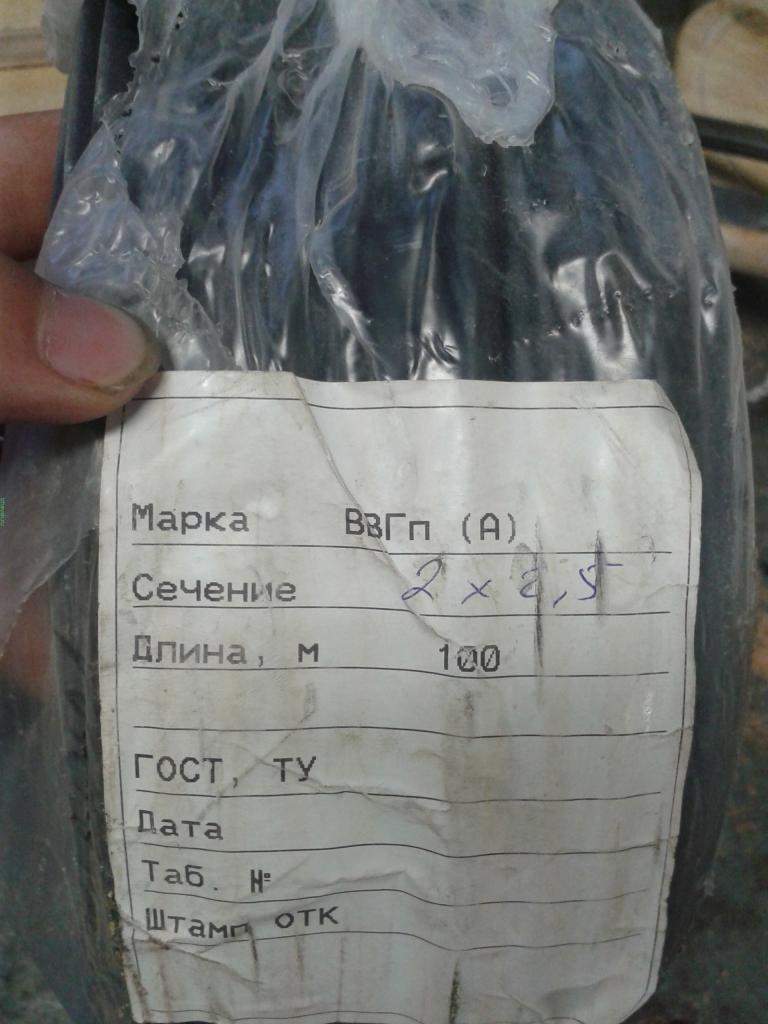 Марка ВВГп (А)
Сечение 2 х 2,5
Длина, м 100
ГОСТ, ТУ
Дата
Таб. №
Штамп ОТК